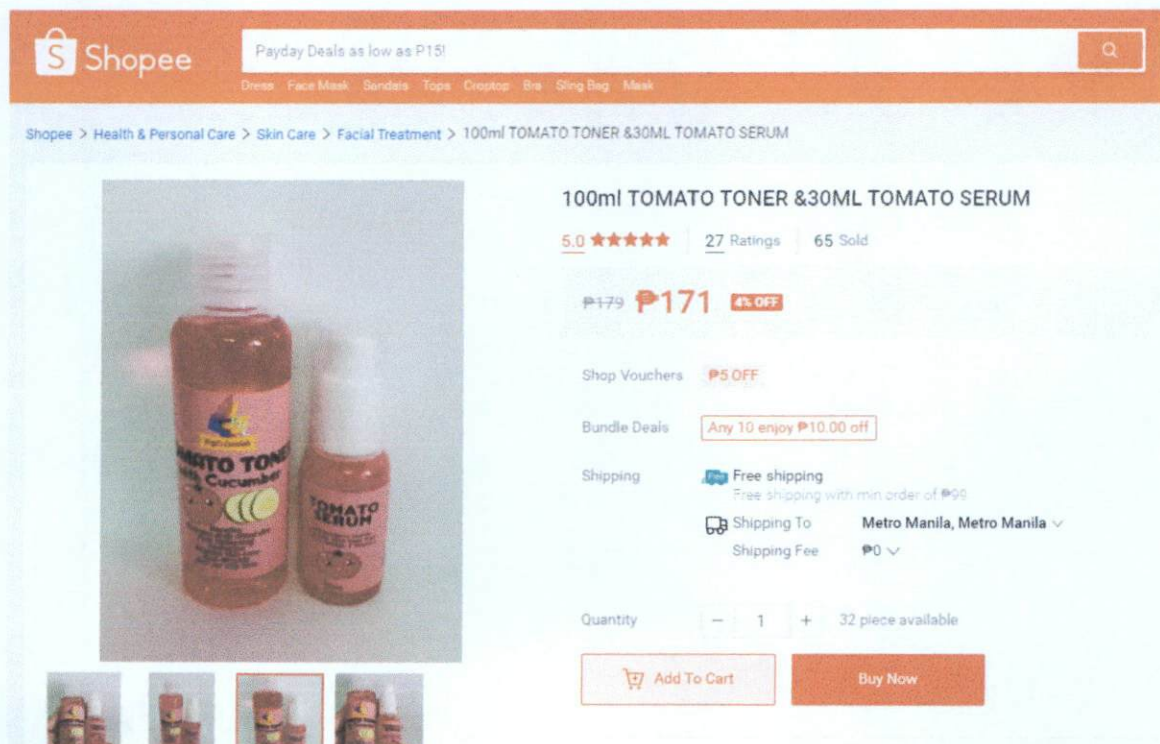 Shopee
Payday Deals as low as ₱15!
Dress Face Mask Sandals Tops Croptop Bra Sling Bag Mask
Shopee > Health & Personal Care > Skin Care > Facial Treatment > 100ml TOMATO TONER &30ML TOMATO SERUM
100ml TOMATO TONER &30ML TOMATO SERUM
5.0 27 Ratings 65 Sold
₱179 ₱171 4% OFF
Shop Vouchers ₱5 OFF
Bundle Deals Any 10 enjoy ₱10.00 off
Shipping Free shipping
Free shipping with min order of ₱99
Shipping To Metro Manila, Metro Manila
Shipping Fee ₱0
Quantity - 1 + 32 piece available
Add To Cart Buy Now
MATO TONER
Cucumber
TOMATO
SERUM